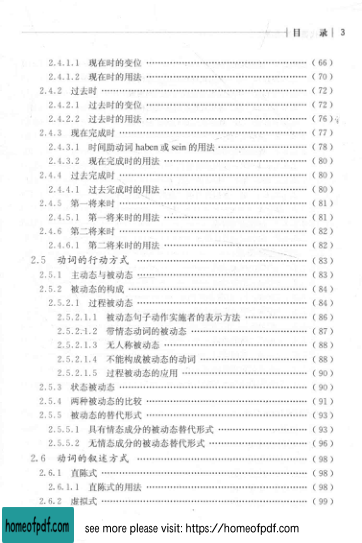 目 录 3
2.4.1.1 现在时的变位 (66)
2.4.1.2 现在时的用法 (70)
2.4.2 过去时 (72)
2.4.2.1 过去时的变位 (72)
2.4.2.2 过去时的用法 (76)
2.4.3 现在完成时 (77)
2.4.3.1 时间助动词 haben 或 sein 的用法 (78)
2.4.3.2 现在完成时的用法 (80)
2.4.4 过去完成时 (80)
2.4.4.1 过去完成时的用法 (80)
2.4.5 第一将来时 (81)
2.4.5.1 第一将来时的用法 (81)
2.4.6 第二将来时 (82)
2.4.6.1 第二将来时的用法 (82)
2.5 动词的行动方式 (83)
2.5.1 主动态与被动态 (83)
2.5.2 被动态的构成 (84)
2.5.2.1 过程被动态 (84)
2.5.2.1.1 被动态句子动作实施者的表示方法 (86)
2.5.2.1.2 带情态动词的被动态 (87)
2.5.2.1.3 无人称被动态 (88)
2.5.2.1.4 不能构成被动态的动词 (88)
2.5.2.1.5 过程被动态的应用 (90)
2.5.3 状态被动态 (90)
2.5.4 两种被动态的比较 (91)
2.5.5 被动态的替代形式 (93)
2.5.5.1 具有情态成分的被动态替代形式 (93)
2.5.5.2 无情态成分的被动态替代形式 (96)
2.6 动词的叙述方式 (98)
2.6.1 直陈式 (98)
2.6.1.1 直陈式的用法 (98)
2.6.2 虚拟式 (99)
homeofpdf.com see more please visit: https://homeofpdf.com